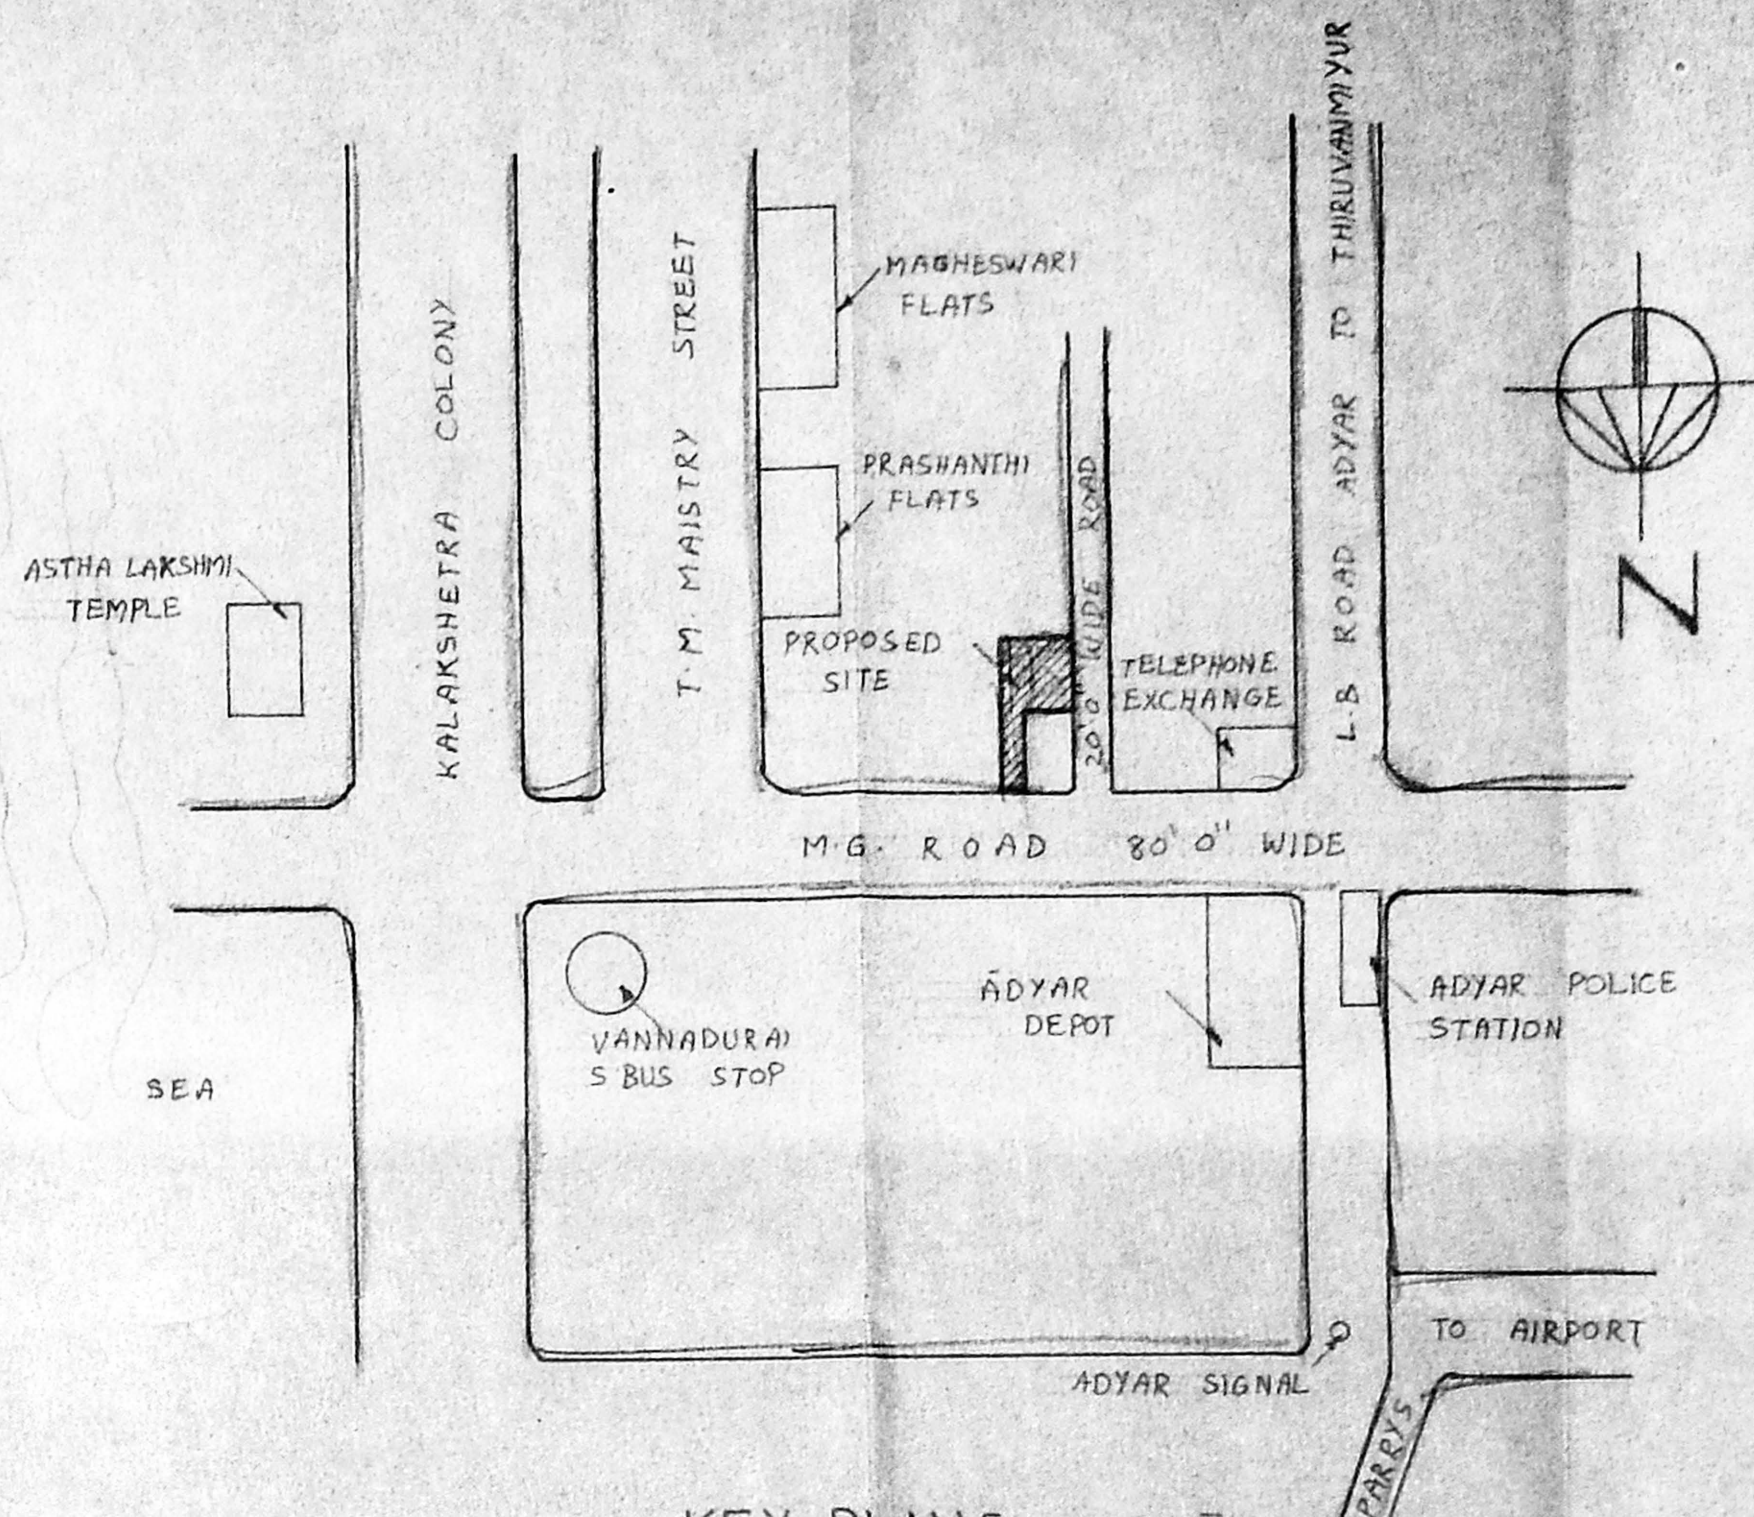 L.B ROAD ADYAR TO THIRUVANMIYUR
MAGHESWARI
FLATS
T.M. MAISTRY STREET
KALAKSHETRA COLONY
PRASHANTHI
FLATS
20'0" WIDE ROAD
ASTHA LAKSHMI
TEMPLE
N
PROPOSED
SITE
TELEPHONE
EXCHANGE
M.G. ROAD 80'0" WIDE
ADYAR
DEPOT
ADYAR POLICE
STATION
VANNADURAI
S BUS STOP
SEA
TO AIRPORT
ADYAR SIGNAL
PARRYS
KEY PLAN